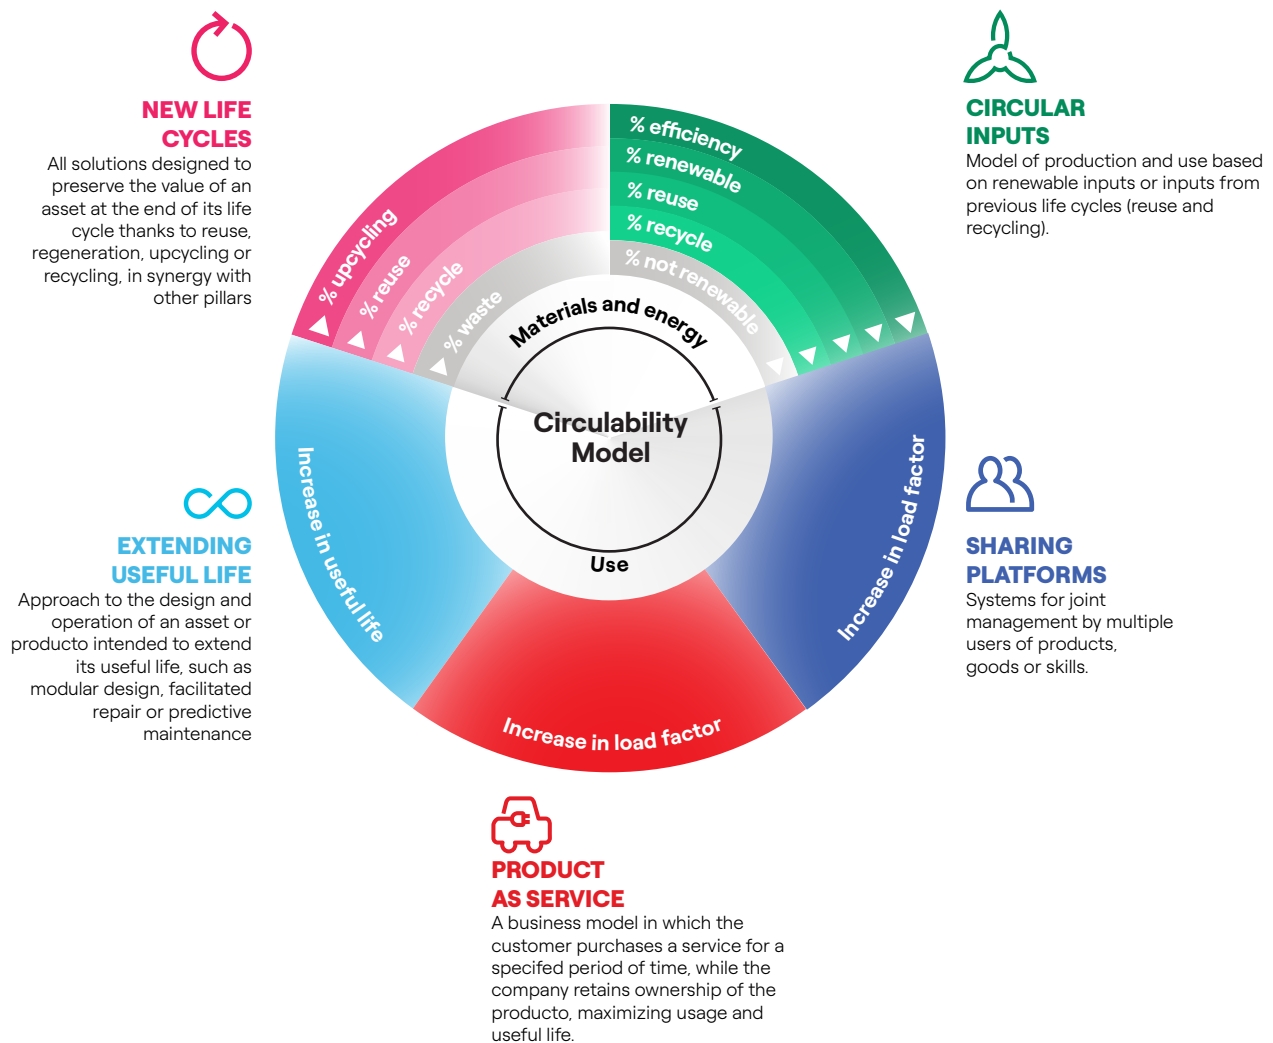 NEW LIFE
CYCLES
All solutions designed to
preserve the value of an
asset at the end of its life
cycle thanks to reuse,
regeneration, upcycling or
recycling, in synergy with
other pillars
CIRCULAR
INPUTS
Model of production and use based
on renewable inputs or inputs from
previous life cycles (reuse and
recycling).
% upcycling
% reuse
% recycle
% waste
% efficiency
% renewable
% reuse
% recycle
% not renewable
Materials and energy
Circulability
Model
Use
Increase in useful life
Increase in load factor
Increase in load factor
EXTENDING
USEFUL LIFE
Approach to the design and
operation of an asset or
producto intended to extend
its useful life, such as
modular design, facilitated
repair or predictive
maintenance
SHARING
PLATFORMS
Systems for joint
management by multiple
users of products,
goods or skills.
PRODUCT
AS SERVICE
A business model in which the
customer purchases a service for a
specifed period of time, while the
company retains ownership of the
producto, maximizing usage and
useful life.